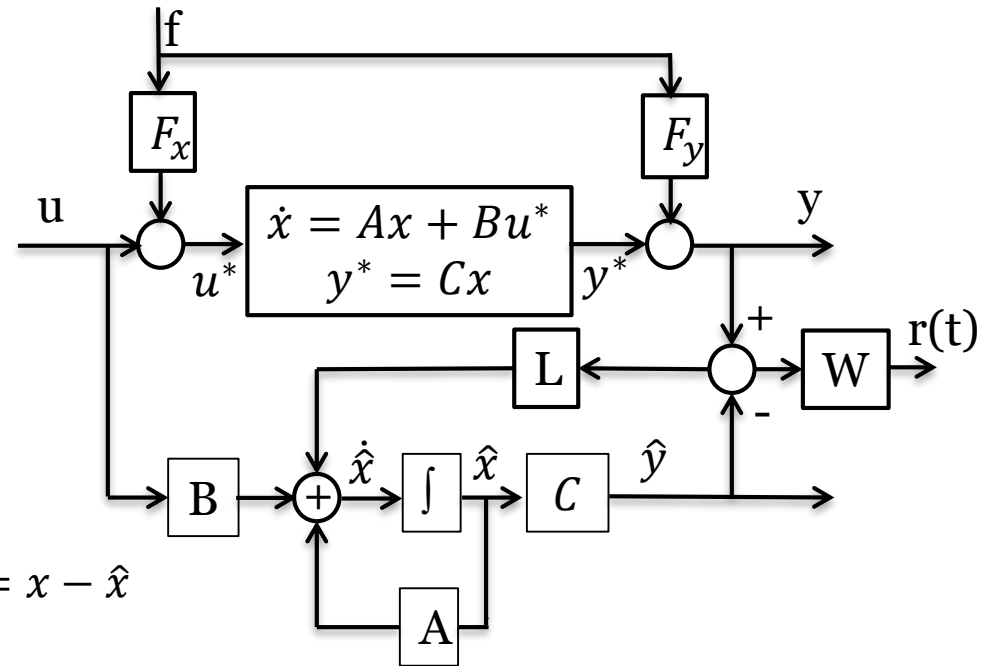 f
F_x
F_y
u
ẋ = Ax + Bu*
y* = Cx
y
u*
y*
+
r(t)
L
W
-
B
+
x̂̇
∫
x̂
C
ŷ
= x − x̂
A